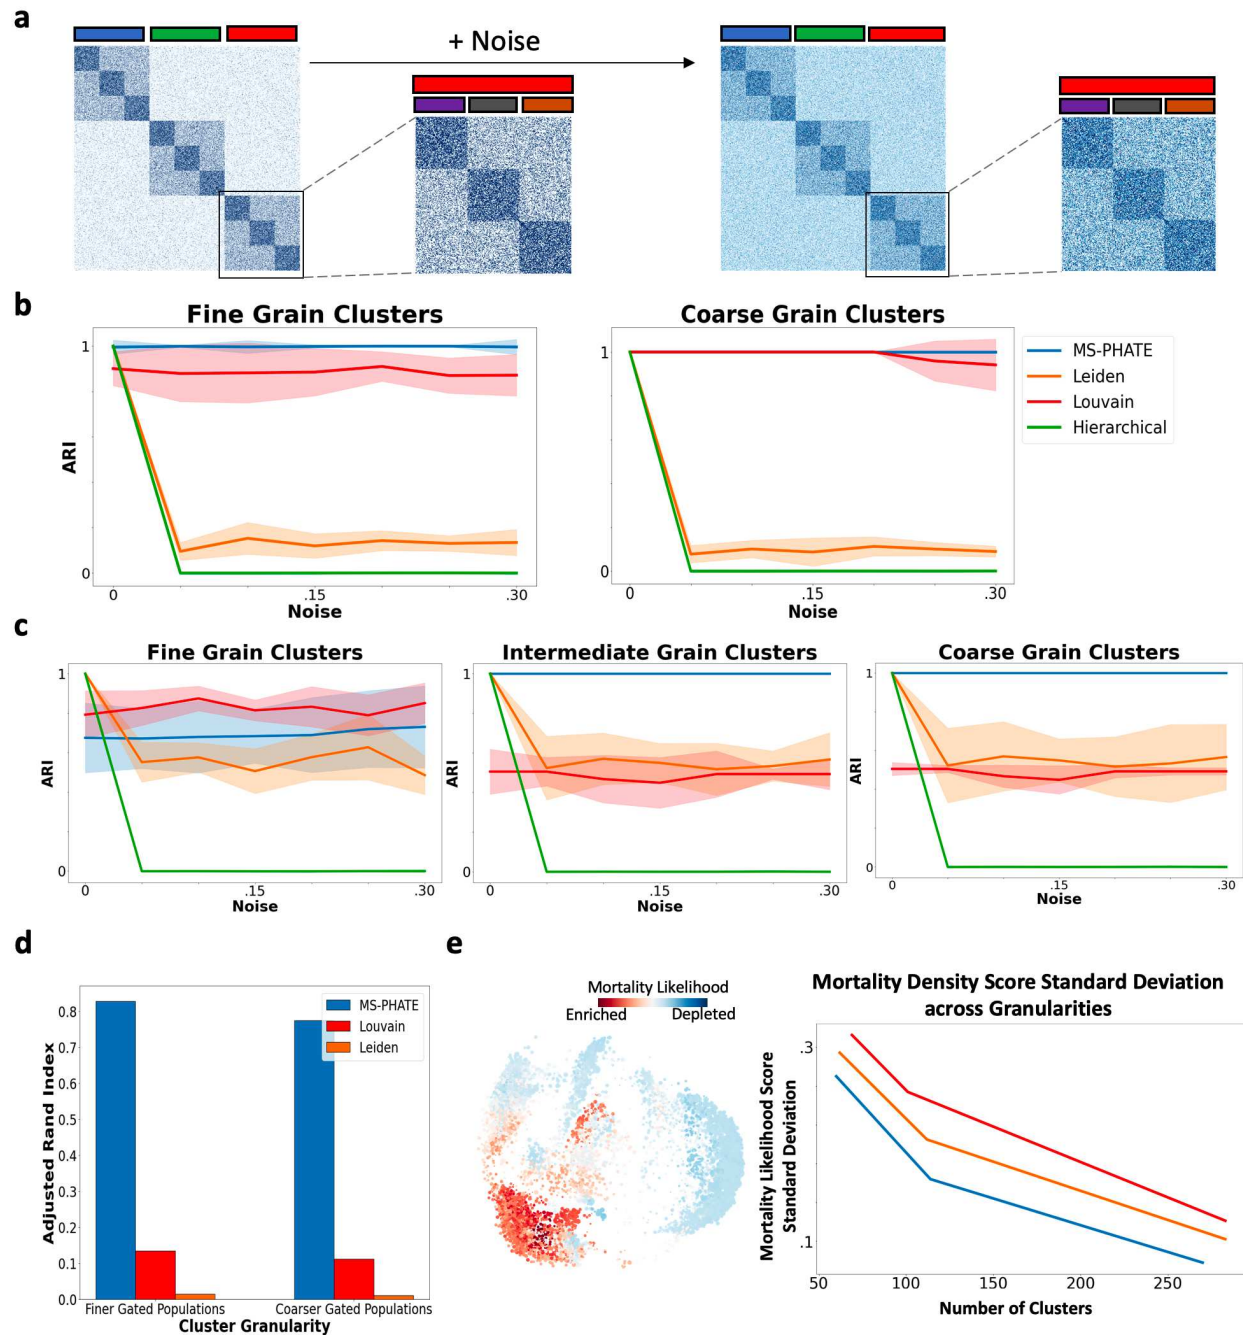 a
+ Noise
b
Fine Grain Clusters
Coarse Grain Clusters
1
ARI
0
0
.15
.30
Noise
1
0
0
.15
.30
Noise
MS-PHATE
Leiden
Louvain
Hierarchical
c
Fine Grain Clusters
Intermediate Grain Clusters
Coarse Grain Clusters
1
ARI
0
0
.15
.30
Noise
1
ARI
0
0
.15
.30
Noise
1
ARI
0
0
.15
.30
Noise
d
0.8
0.7
0.6
0.5
0.4
0.3
0.2
0.1
0.0
Adjusted Rand Index
MS-PHATE
Louvain
Leiden
Finer Gated Populations
Coarser Gated Populations
Cluster Granularity
e
Mortality Likelihood
Enriched
Depleted
Mortality Density Score Standard Deviation
across Granularities
Mortality Likelihood Score
Standard Deviation
.3
.1
50
100
150
200
250
Number of Clusters